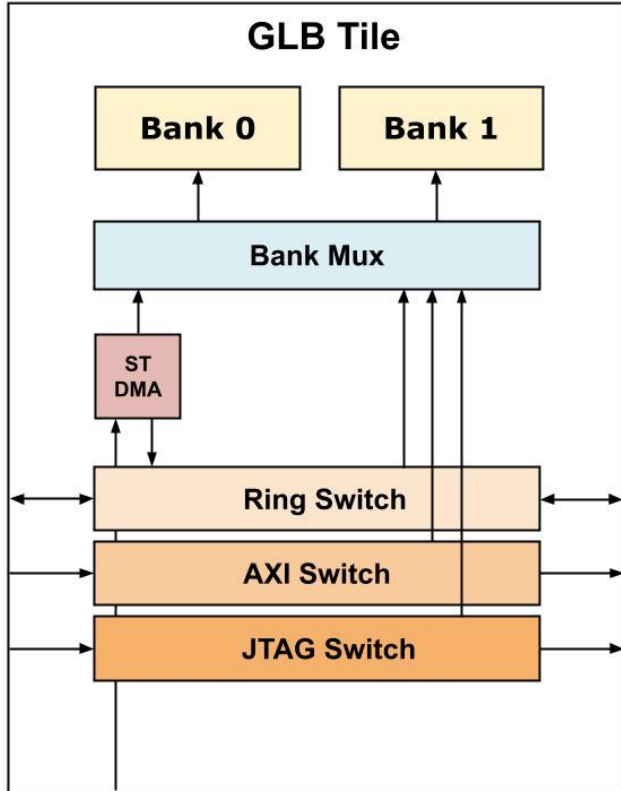 GLB Tile
Bank 0
Bank 1
Bank Mux
ST
DMA
Ring Switch
AXI Switch
JTAG Switch